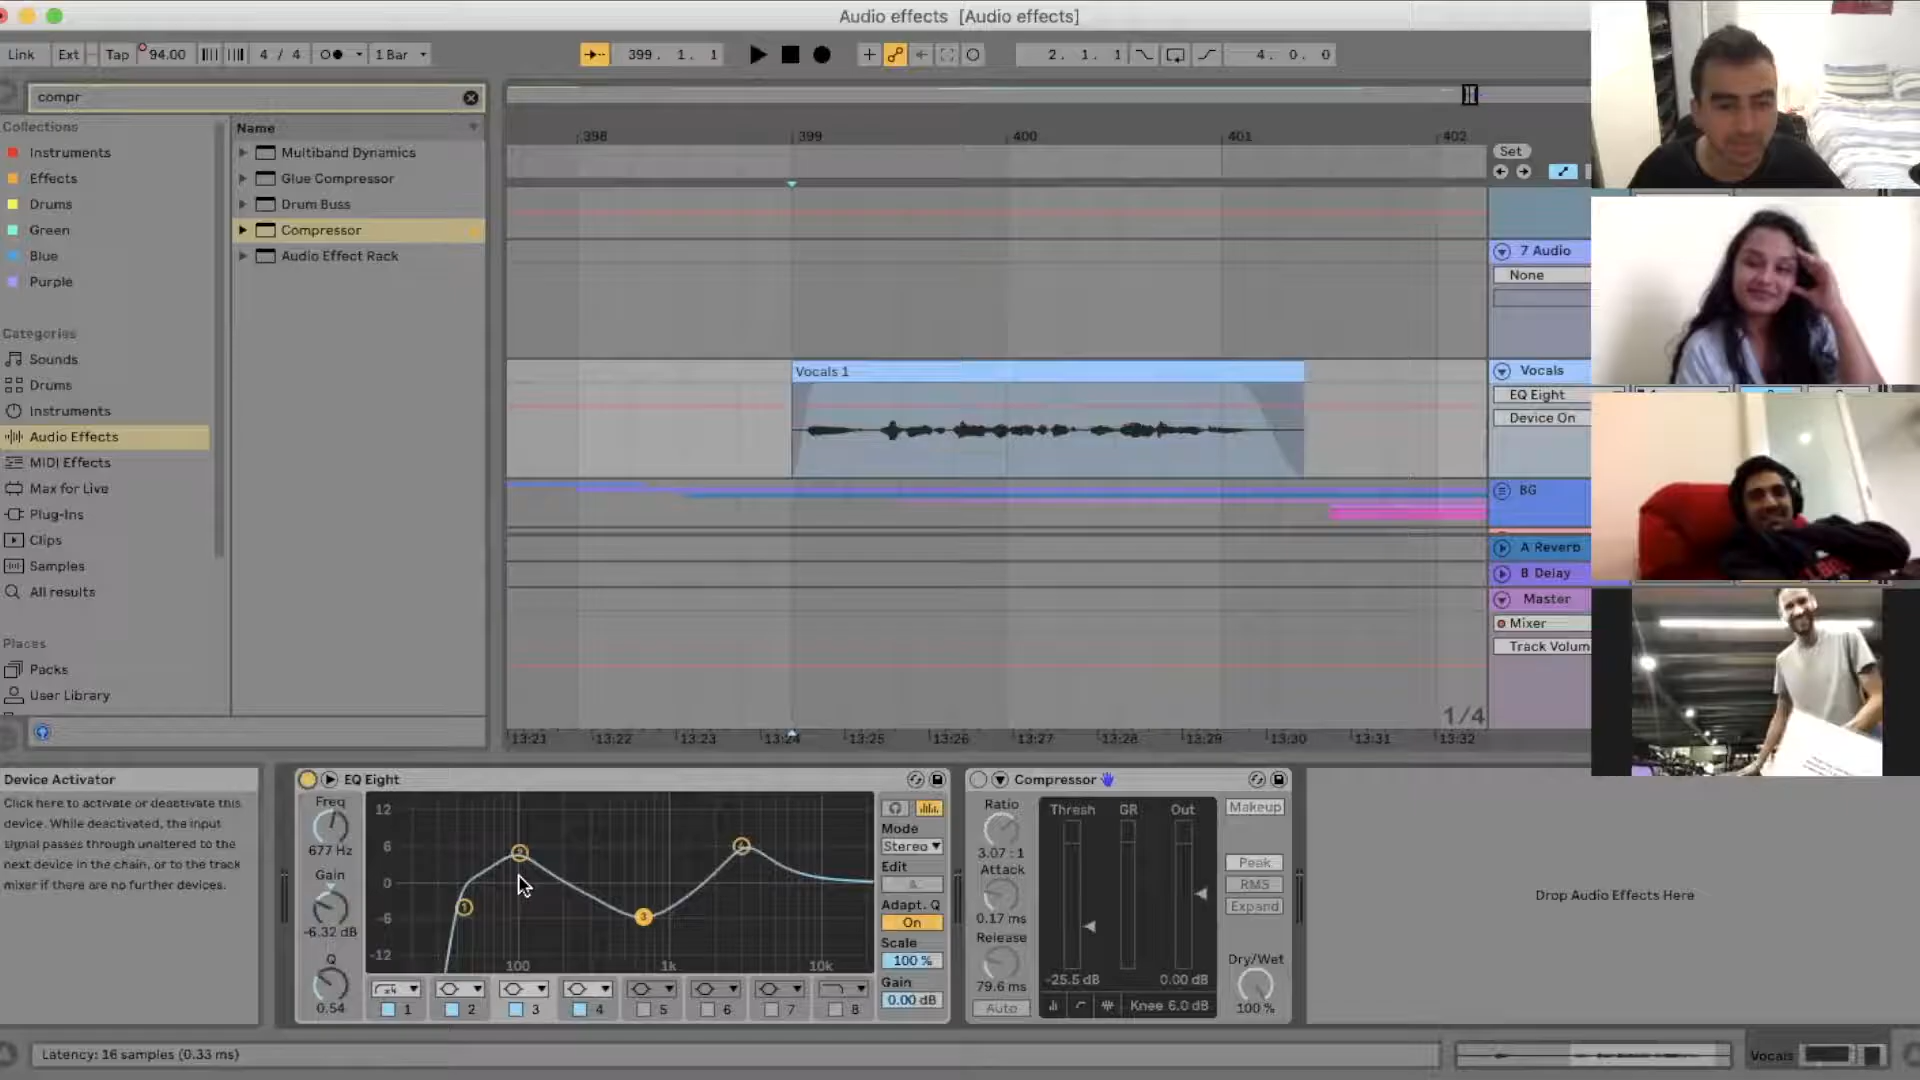 Audio effects [Audio effects]
Link Ext Tap 94.00 4 / 4 1 Bar 399. 1. 1 2. 1. 1 4. 0. 0
compr
Collections
Instruments
Effects
Drums
Green
Blue
Purple
Categories
Sounds
Drums
Instruments
Audio Effects
MIDI Effects
Max for Live
Plug-Ins
Clips
Samples
All results
Places
Packs
User Library
Name
Multiband Dynamics
Glue Compressor
Drum Buss
Compressor
Audio Effect Rack
398 399 400 401 402
Set
7 Audio
None
Vocals 1
Vocals
EQ Eight
Device On
BG
A Reverb
B Delay
Master
Mixer
Track Volum
1/4
13:21 13:22 13:23 13:24 13:25 13:26 13:27 13:28 13:29 13:30 13:31 13:32
Device Activator
Click here to activate or deactivate this
device. While deactivated, the input
signal passes through unaltered to the
next device in the chain, or to the track
mixer if there are no further devices.
EQ Eight
Freq
677 Hz
Gain
-6.32 dB
Q
0.54
12
6
0
-6
-12
100 1k 10k
1 2 3 4
1 2 3 4 5 6 7 8
Mode
Stereo
Edit
A
Adapt. Q
On
Scale
100 %
Gain
0.00 dB
Compressor
Ratio
3.07 : 1
Attack
0.17 ms
Release
79.6 ms
Auto
Thresh GR Out
-25.5 dB 0.00 dB
Knee 6.0 dB
Makeup
Peak
RMS
Expand
Dry/Wet
100 %
Drop Audio Effects Here
Latency: 16 samples (0.33 ms)
Vocals